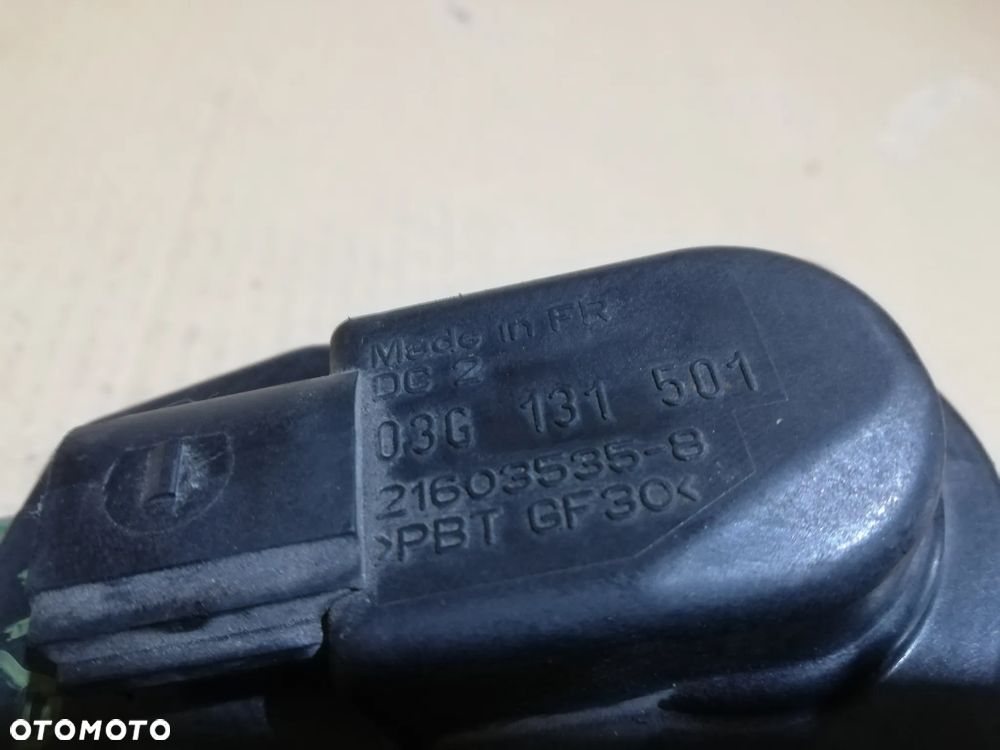 Made in FR
DC 2
03G 131 501
21603535-8
>PBT GF30<
OTOMOTO